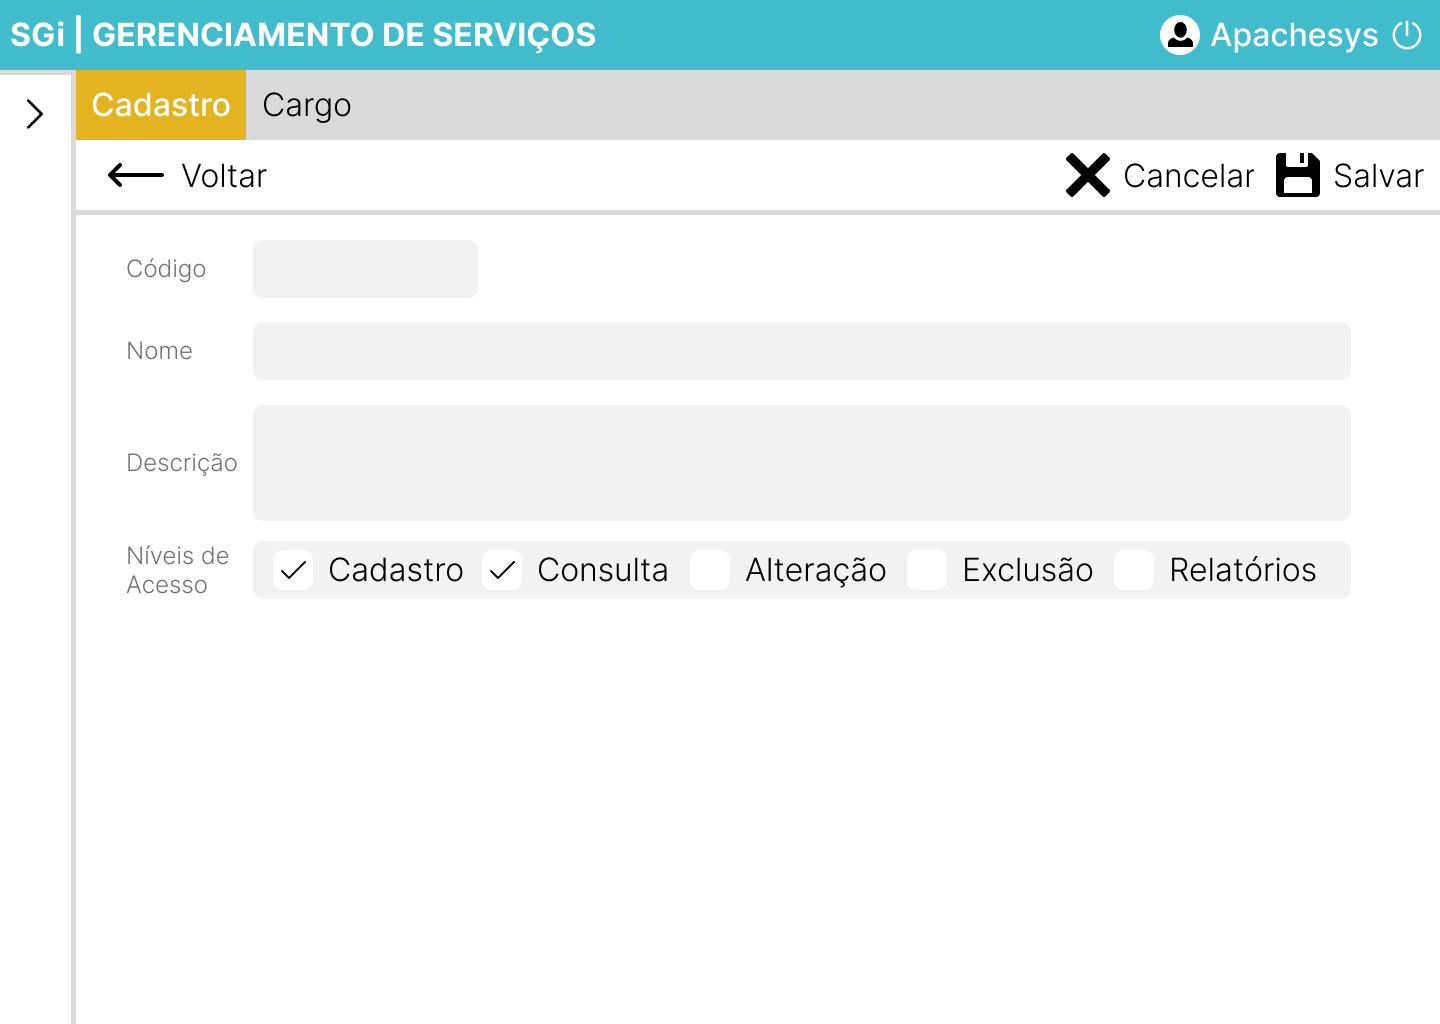 SGi | GERENCIAMENTO DE SERVIÇOS Apachesys
Cadastro Cargo
Voltar Cancelar Salvar
Código
Nome
Descrição
Níveis de
Acesso
Cadastro Consulta Alteração Exclusão Relatórios